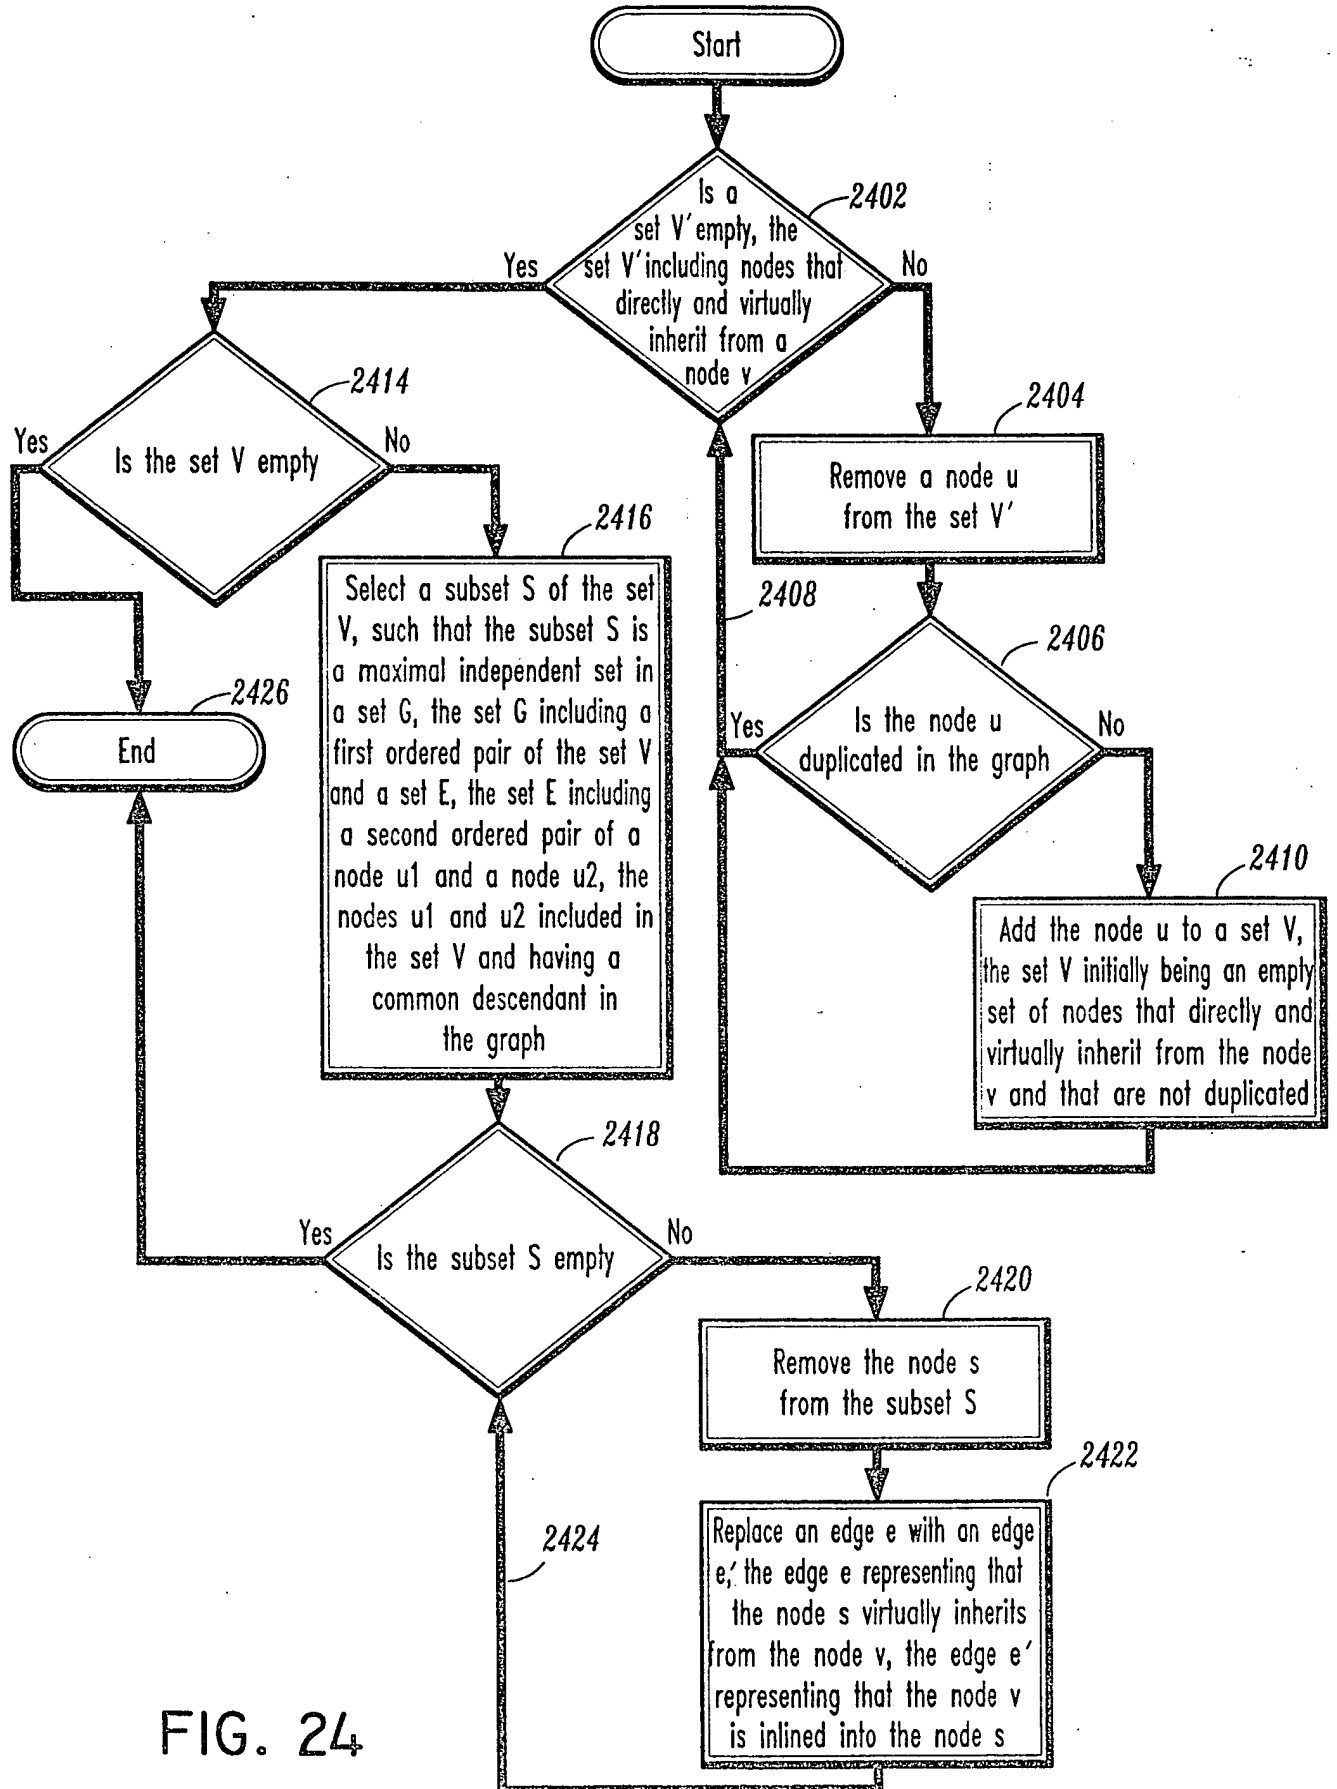 Start
2402
Is a
set V′ empty, the
set V′ including nodes that
directly and virtually
inherit from a
node v
Yes
No
2414
Is the set V empty
Yes
No
2404
Remove a node u
from the set V′
2408
2406
Is the node u
duplicated in the graph
Yes
No
2416
Select a subset S of the set
V, such that the subset S is
a maximal independent set in
a set G, the set G including a
first ordered pair of the set V
and a set E, the set E including
a second ordered pair of a
node u1 and a node u2, the
nodes u1 and u2 included in
the set V and having a
common descendant in
the graph
2426
End
2410
Add the node u to a set V,
the set V initially being an empty
set of nodes that directly and
virtually inherit from the node
v and that are not duplicated
2418
Is the subset S empty
Yes
No
2420
Remove the node s
from the subset S
2422
Replace an edge e with an edge
e,′ the edge e representing that
the node s virtually inherits
from the node v, the edge e′
representing that the node v
is inlined into the node s
2424
FIG. 24